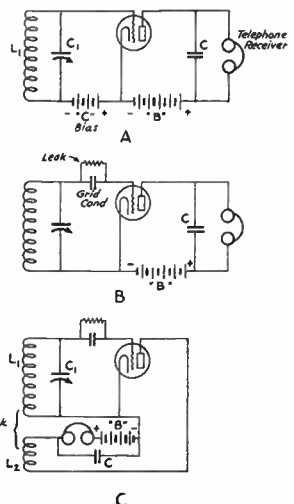 L₁
C₁
C
Telephone
Receiver
- "C" +
Bias
- "B" +
A
Leak
Grid
Cond
C
- "B" +
B
L₁
C₁
"B"
+ -
C
L₂
C